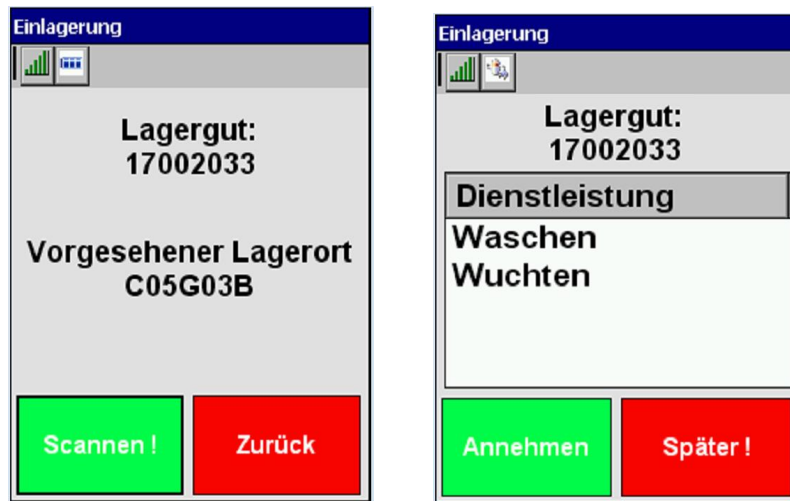 Einlagerung
Lagergut:
17002033
Vorgesehener Lagerort
C05G03B
Scannen !
Zurück
Einlagerung
Lagergut:
17002033
Dienstleistung
Waschen
Wuchten
Annehmen
Später !